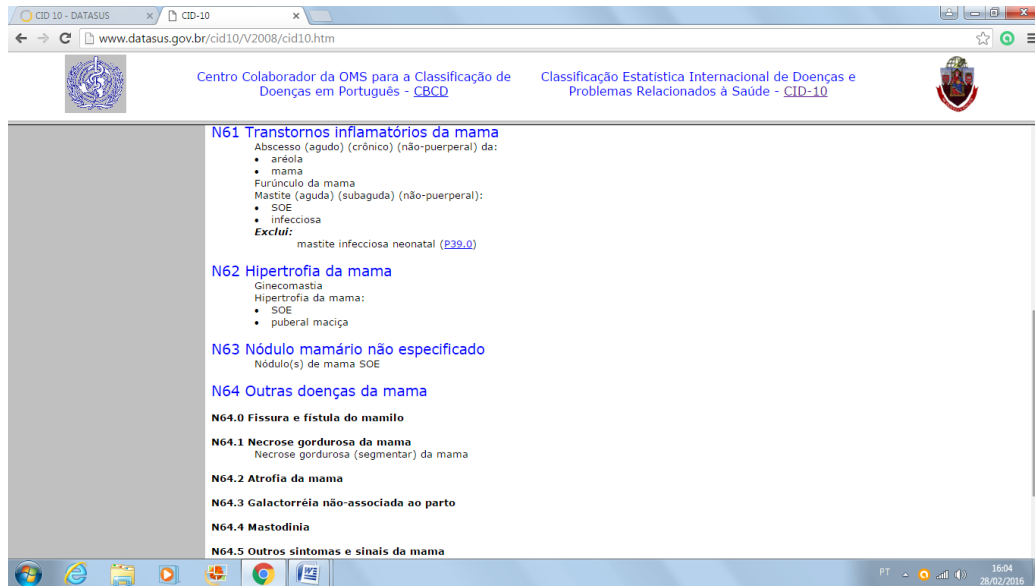 CID 10 - DATASUS
CID-10
www.datasus.gov.br/cid10/V2008/cid10.htm
Centro Colaborador da OMS para a Classificação de
Doenças em Português - CBCD
Classificação Estatística Internacional de Doenças e
Problemas Relacionados à Saúde - CID-10
N61 Transtornos inflamatórios da mama
Abscesso (agudo) (crônico) (não-puerperal) da:
• aréola
• mama
Furúnculo da mama
Mastite (aguda) (subaguda) (não-puerperal):
• SOE
• infecciosa
Exclui:
mastite infecciosa neonatal (P39.0)
N62 Hipertrofia da mama
Ginecomastia
Hipertrofia da mama:
• SOE
• puberal maciça
N63 Nódulo mamário não especificado
Nódulo(s) de mama SOE
N64 Outras doenças da mama
N64.0 Fissura e fístula do mamilo
N64.1 Necrose gordurosa da mama
Necrose gordurosa (segmentar) da mama
N64.2 Atrofia da mama
N64.3 Galactorréia não-associada ao parto
N64.4 Mastodinia
N64.5 Outros sintomas e sinais da mama
PT
16:04
28/02/2016